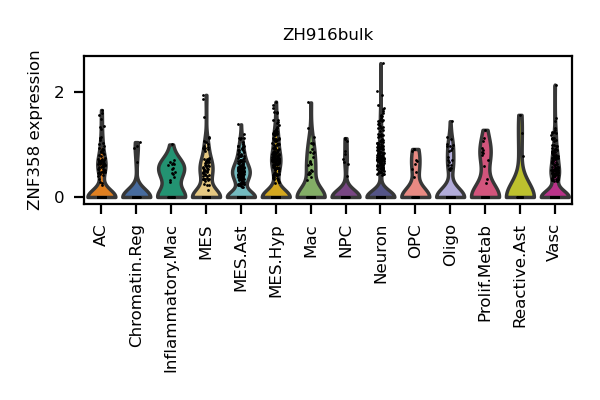 ZH916bulk
ZNF358 expression
2
0
AC
Chromatin.Reg
Inflammatory.Mac
MES
MES.Ast
MES.Hyp
Mac
NPC
Neuron
OPC
Oligo
Prolif.Metab
Reactive.Ast
Vasc